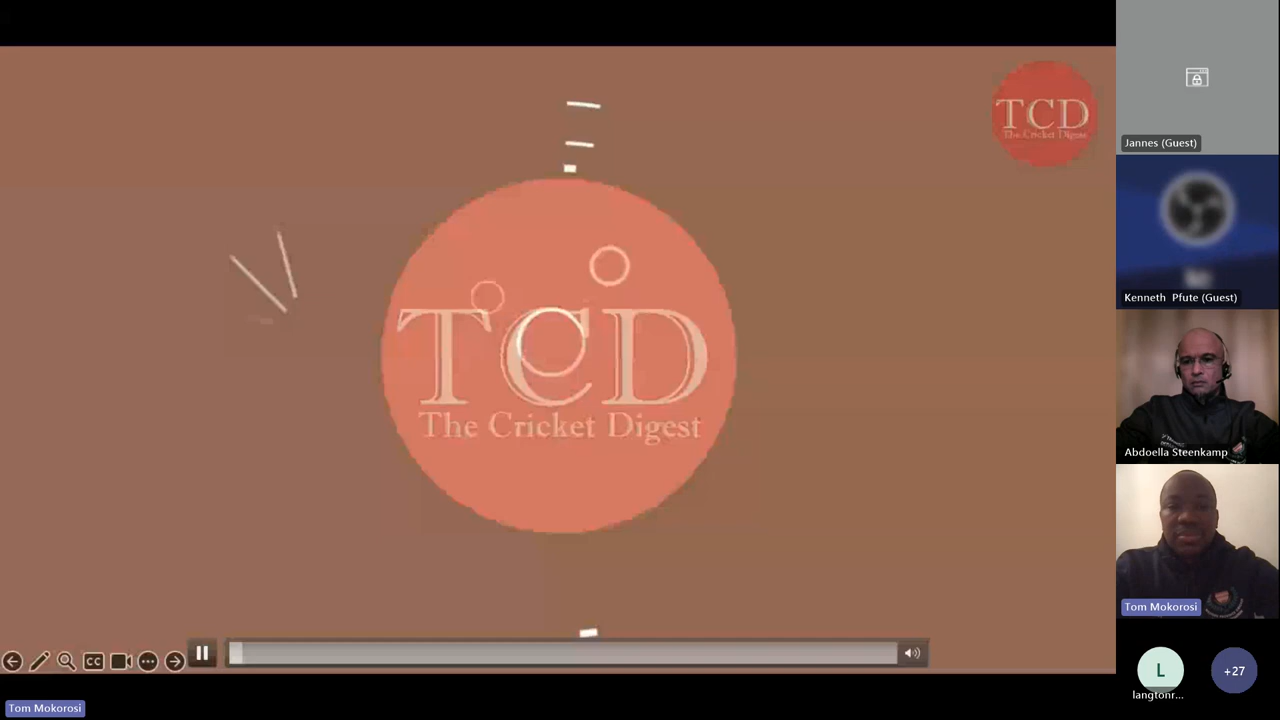 TCD
The Cricket Digest
TCD
The Cricket Digest
CC
Tom Mokorosi
Jannes (Guest)
Kenneth Pfute (Guest)
Abdoella Steenkamp
Tom Mokorosi
L
langtonr...
+27